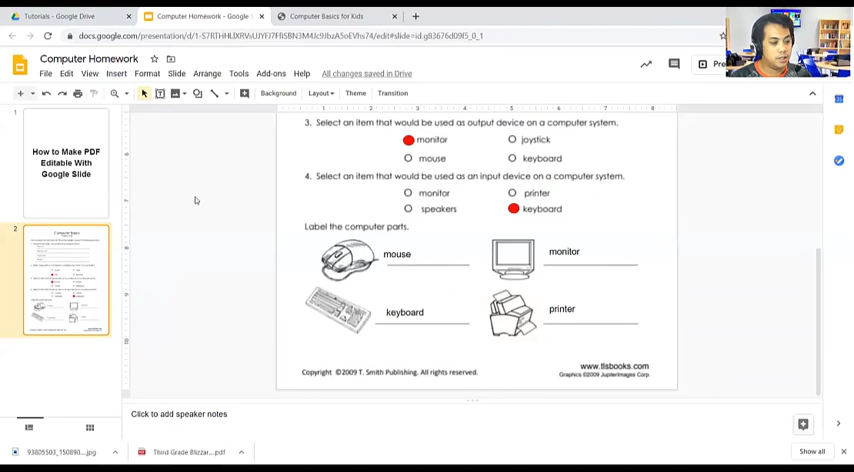 Tutorials - Google Drive
Computer Homework - Google
Computer Basics for Kids
docs.google.com/presentation/d/1-
/edit#slide=id.g83676d09f5_0_1
Computer Homework
File Edit View Insert Format Slide Arrange Tools Add-ons Help All changes saved in Drive
Background Layout Theme Transition
1
How to Make PDF
Editable With
Google Slide
2
3. Select an item that would be used as output device on a computer system.
monitor joystick
mouse keyboard
4. Select an item that would be used as an input device on a computer system.
monitor printer
speakers keyboard
Label the computer parts.
mouse monitor
keyboard printer
Copyright ©2009 T. Smith Publishing. All rights reserved.
www.tlsbooks.com
Graphics ©2009 JupiterImages Corp.
Click to add speaker notes
93805503_150890....jpg
Third Grade Blizzar....pdf
Show all